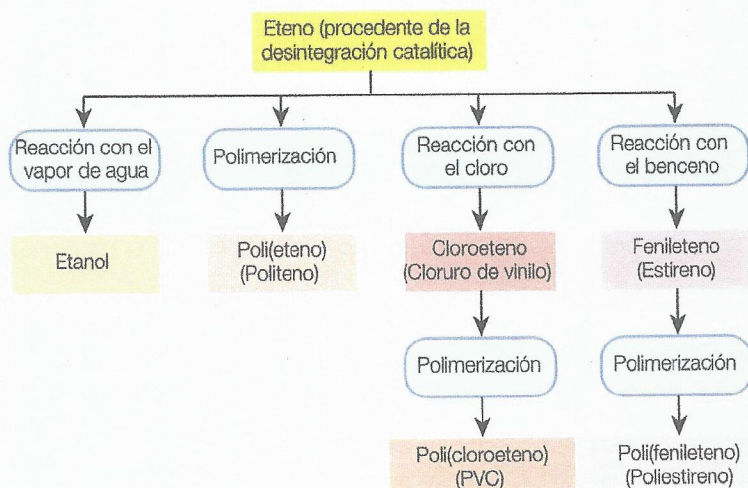 Eteno (procedente de la
desintegración catalítica)
Reacción con el
vapor de agua
Polimerización
Reacción con
el cloro
Reacción con
el benceno
Etanol
Poli(eteno)
(Politeno)
Cloroeteno
(Cloruro de vinilo)
Fenileteno
(Estireno)
Polimerización
Polimerización
Poli(cloroeteno)
(PVC)
Poli(fenileteno)
(Poliestireno)